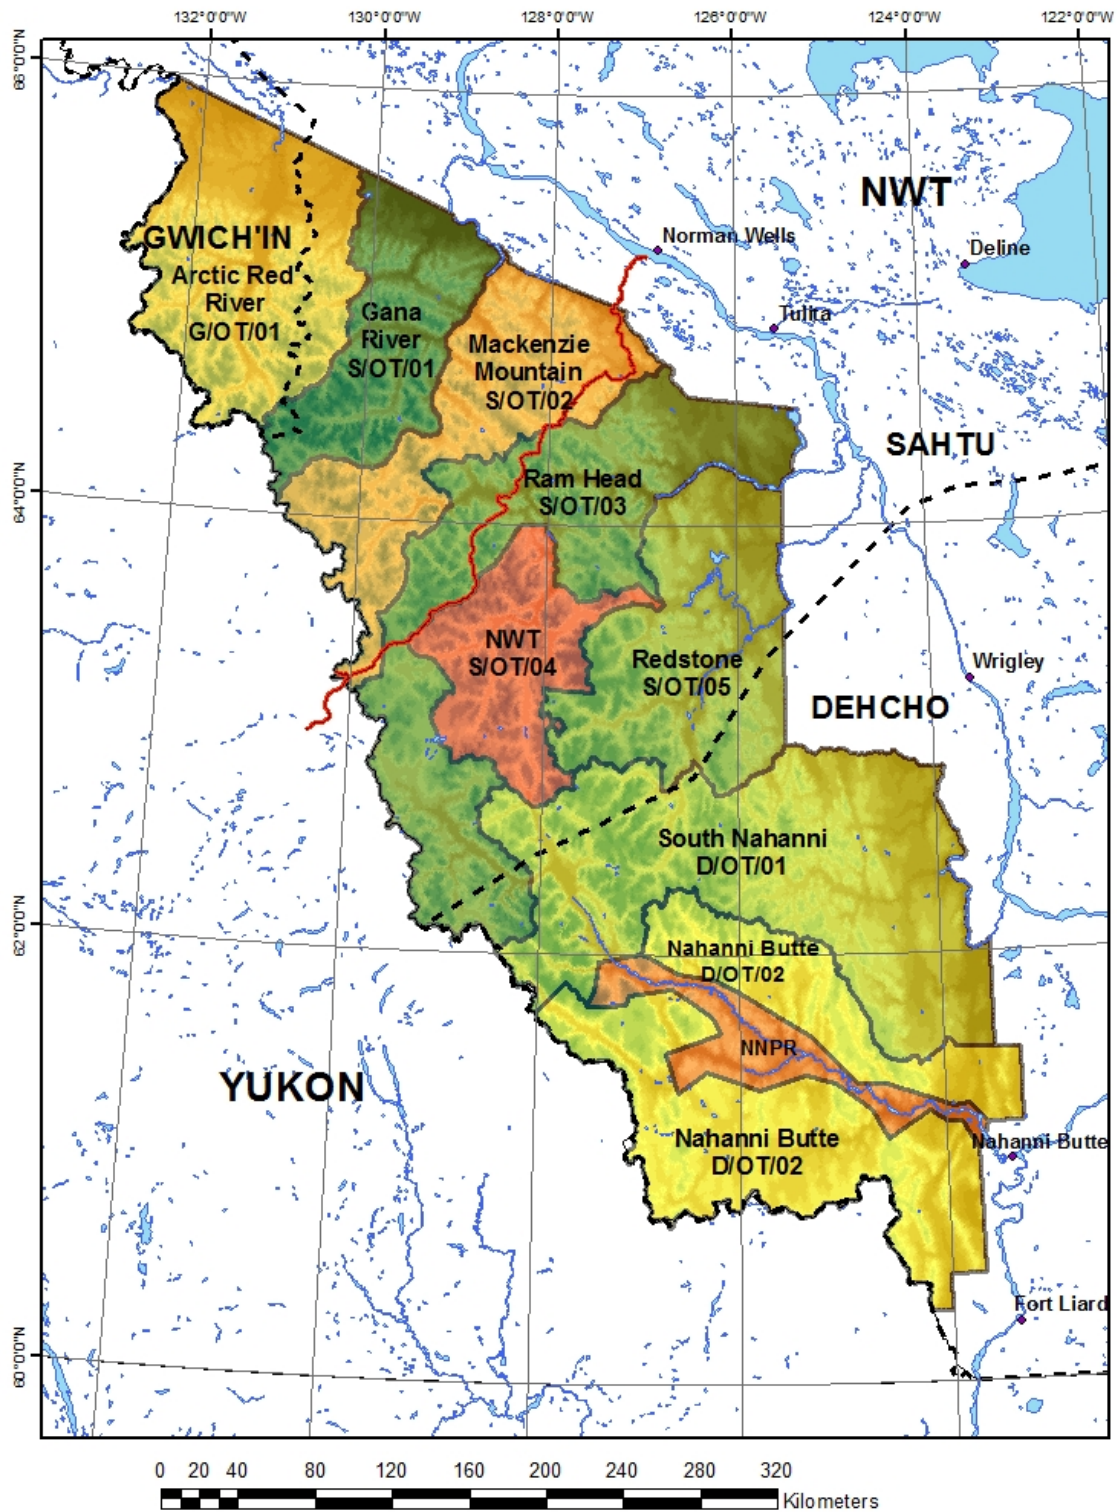 132°0'0"W 130°0'0"W 128°0'0"W 126°0'0"W 124°0'0"W 122°0'0"W
66°0'0"N
NWT
Norman Wells
GWICH'IN
Deline
Arctic Red
River
G/OT/01
Gana
River
S/OT/01
Tulita
Mackenzie
Mountain
S/OT/02
SAHTU
64°0'0"N
Ram Head
S/OT/03
NWT
S/OT/04
Redstone
S/OT/05
Wrigley
DEHCHO
South Nahanni
D/OT/01
62°0'0"N
Nahanni Butte
D/OT/02
NNPR
YUKON
Nahanni Butte
D/OT/02
Nahanni Butte
Fort Liard
60°0'0"N
0 20 40 80 120 160 200 240 280 320
Kilometers